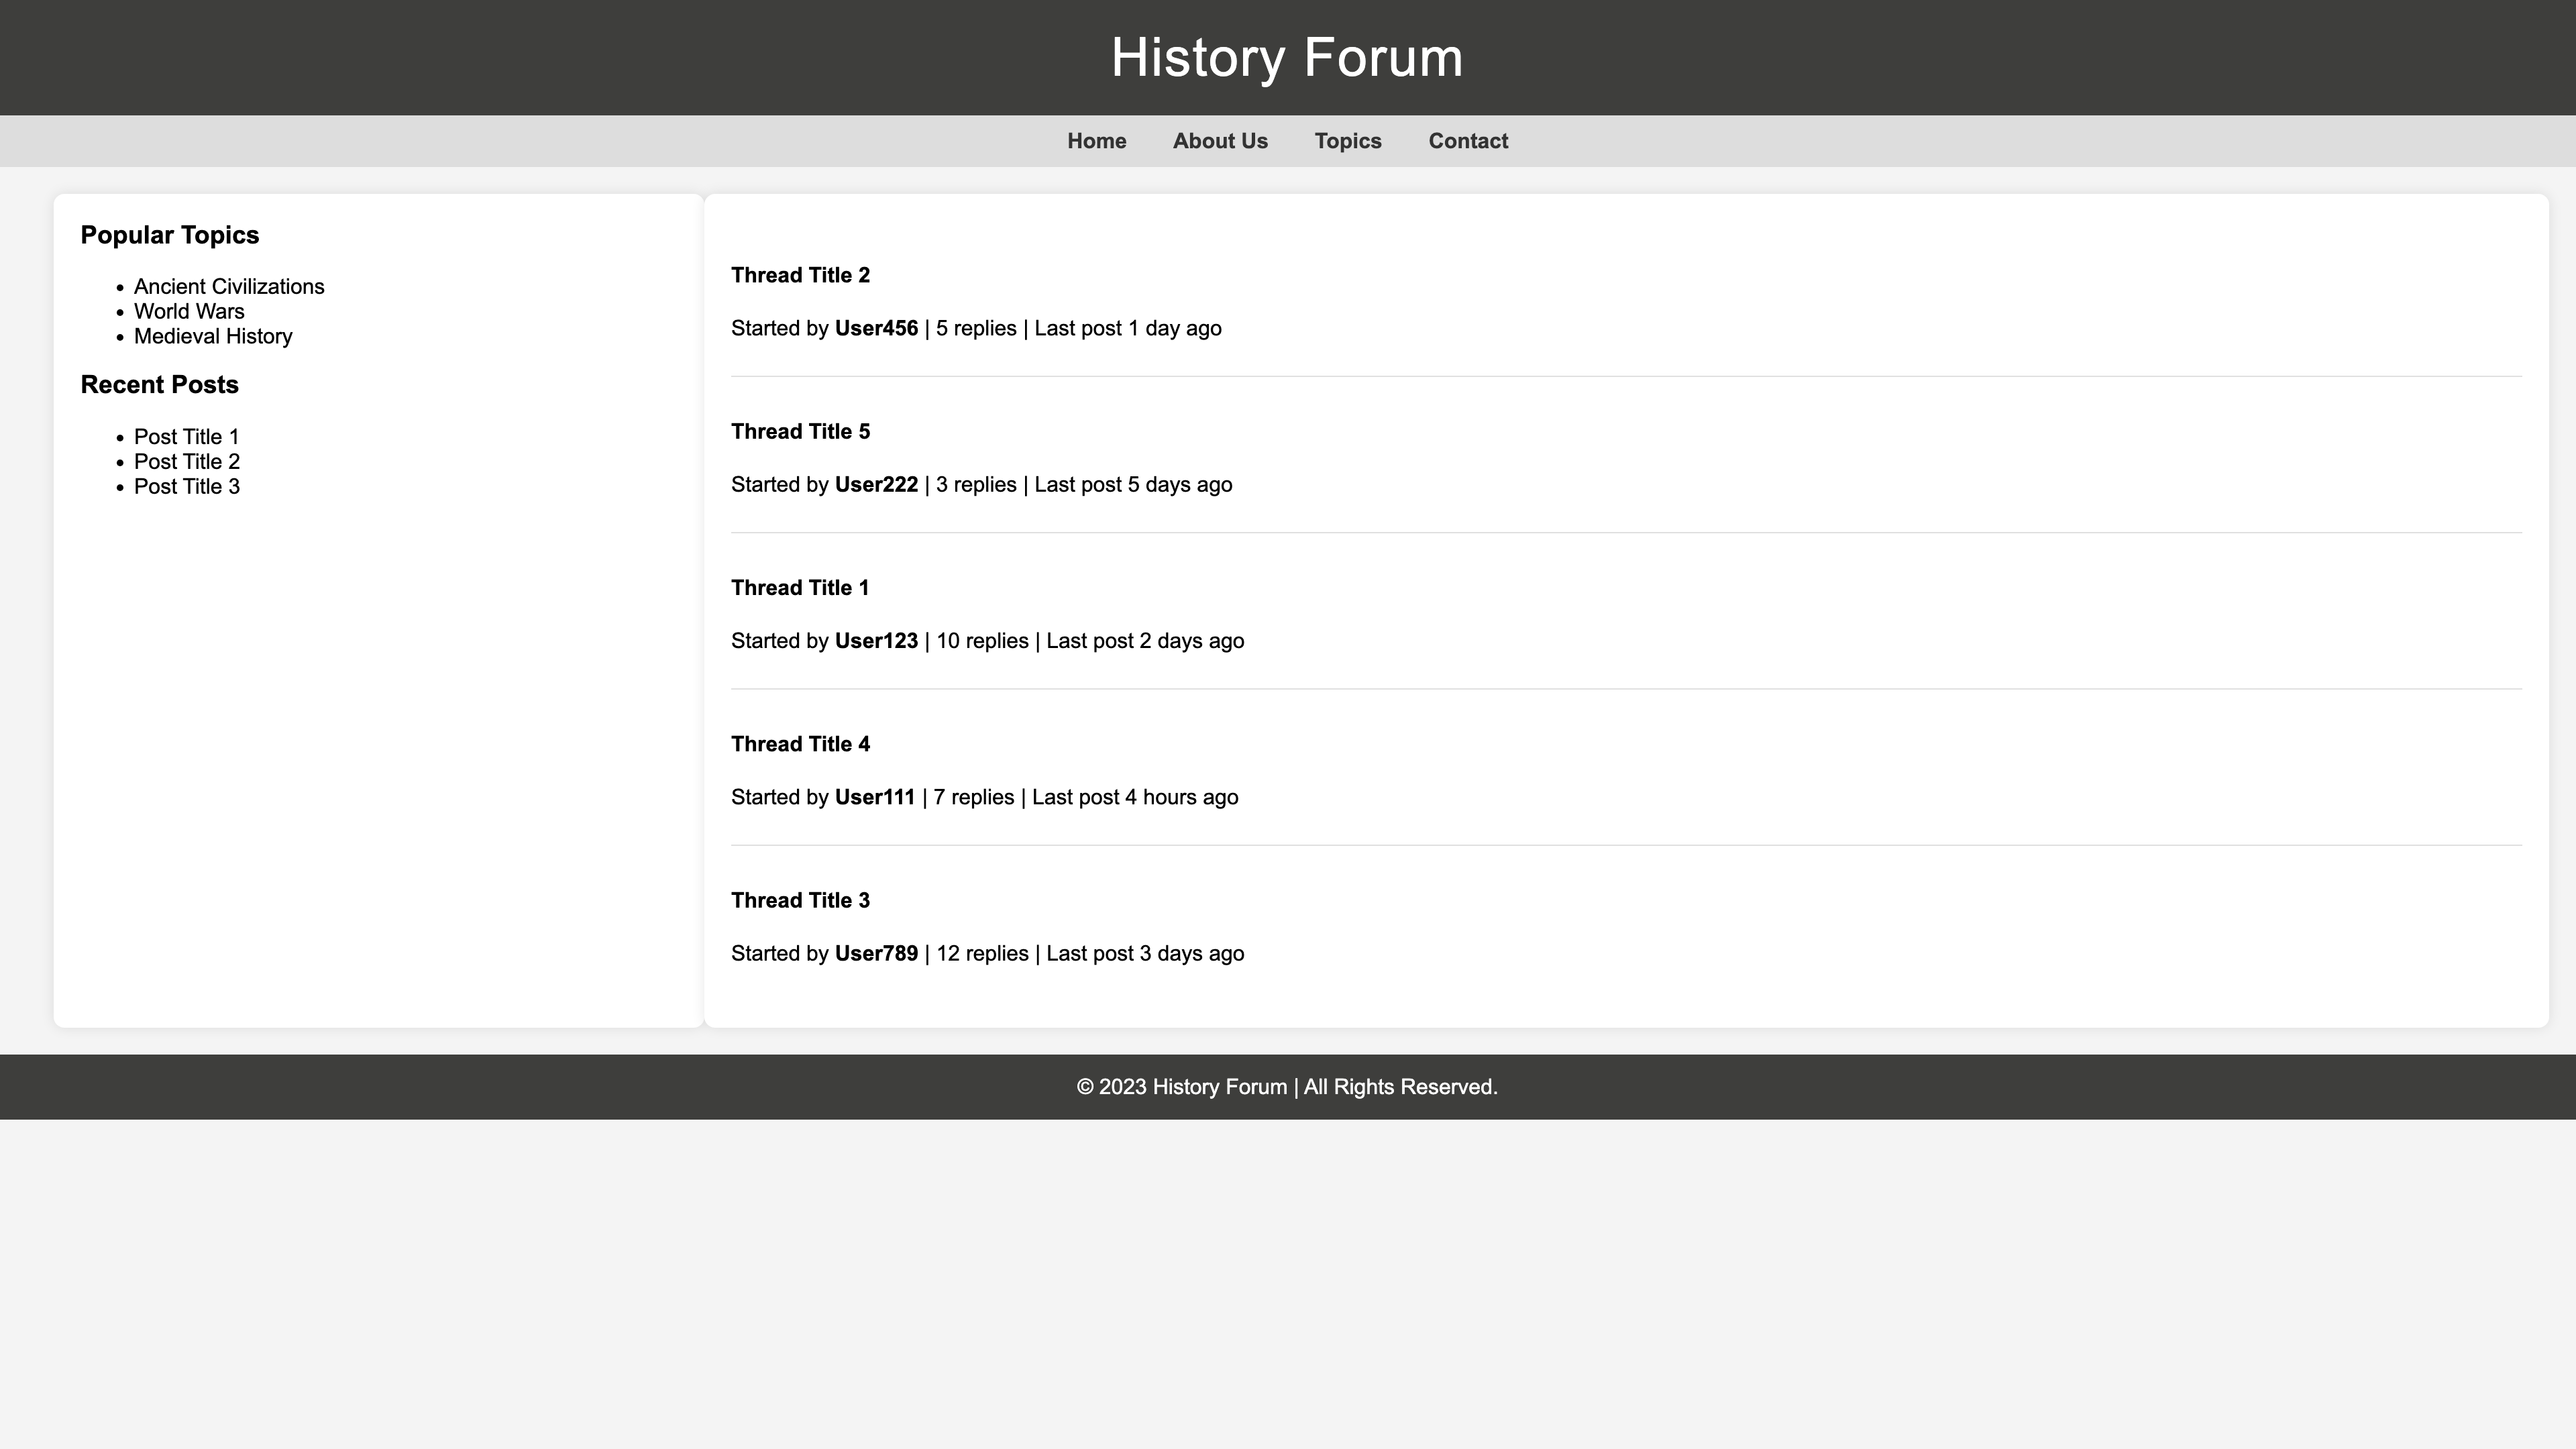 History Forum
Home About Us Topics Contact
Popular Topics
• Ancient Civilizations
• World Wars
• Medieval History
Recent Posts
• Post Title 1
• Post Title 2
• Post Title 3
Thread Title 2
Started by User456 | 5 replies | Last post 1 day ago
Thread Title 5
Started by User222 | 3 replies | Last post 5 days ago
Thread Title 1
Started by User123 | 10 replies | Last post 2 days ago
Thread Title 4
Started by User111 | 7 replies | Last post 4 hours ago
Thread Title 3
Started by User789 | 12 replies | Last post 3 days ago
© 2023 History Forum | All Rights Reserved.